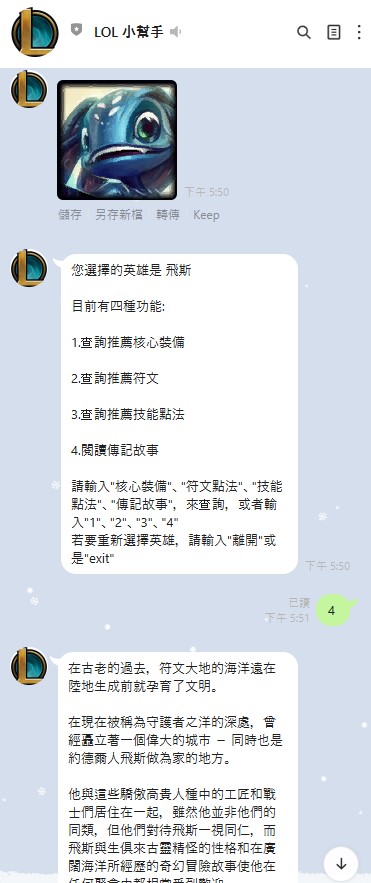 LOL 小幫手
下午 5:50
儲存 另存新檔 轉傳 Keep
您選擇的英雄是 飛斯
目前有四種功能:
1.查詢推薦核心裝備
2.查詢推薦符文
3.查詢推薦技能點法
4.閱讀傳記故事
請輸入"核心裝備"、"符文點法"、"技能
點法"、"傳記故事"，來查詢，或者輸
入"1"、"2"、"3"、"4"
若要重新選擇英雄，請輸入"離開"或
是"exit"
下午 5:50
已讀
下午 5:51
4
在古老的過去，符文大地的海洋遠在
陸地生成前就孕育了文明。
在現在被稱為守護者之洋的深處，曾
經矗立著一個偉大的城市 — 同時也是
約德爾人飛斯做為家的地方。
他與這些驕傲高貴人種中的工匠和戰
士們居住在一起，雖然他並非他們的
同類，但他們對待飛斯一視同仁，而
飛斯與生俱來古靈精怪的性格和在廣
闊海洋所經歷的奇幻冒險故事使他在